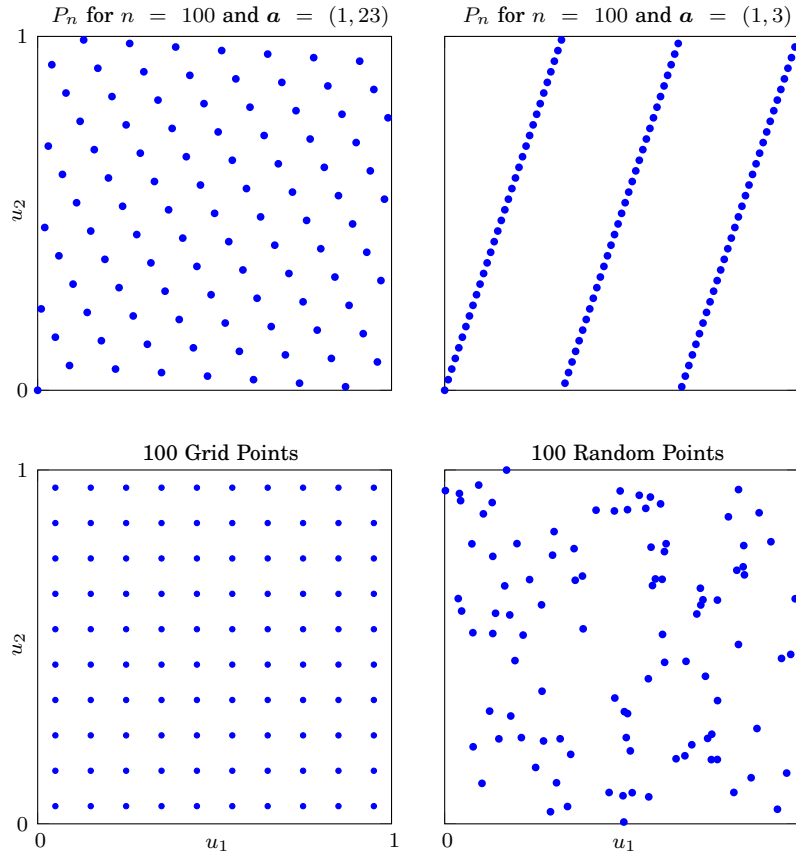 Pₙ for n = 100 and a = (1, 23)
Pₙ for n = 100 and a = (1, 3)
1
u₂
0
100 Grid Points
100 Random Points
1
u₂
0
0
u₁
1
0
u₁